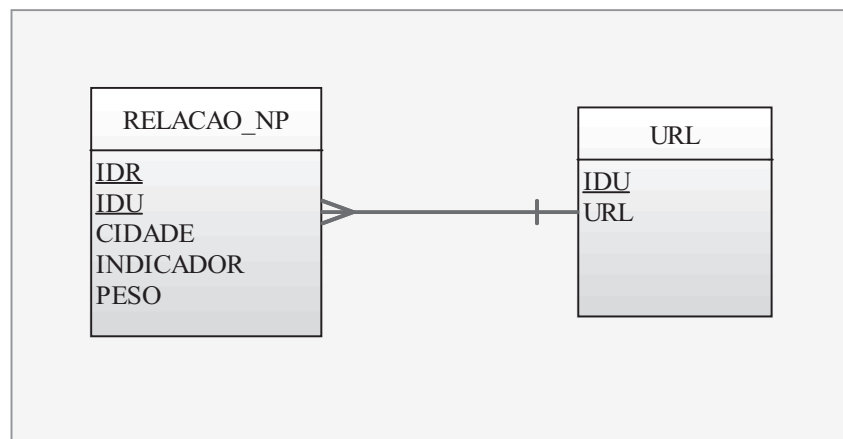 RELACAO_NP
IDR
IDU
CIDADE
INDICADOR
PESO
URL
IDU
URL